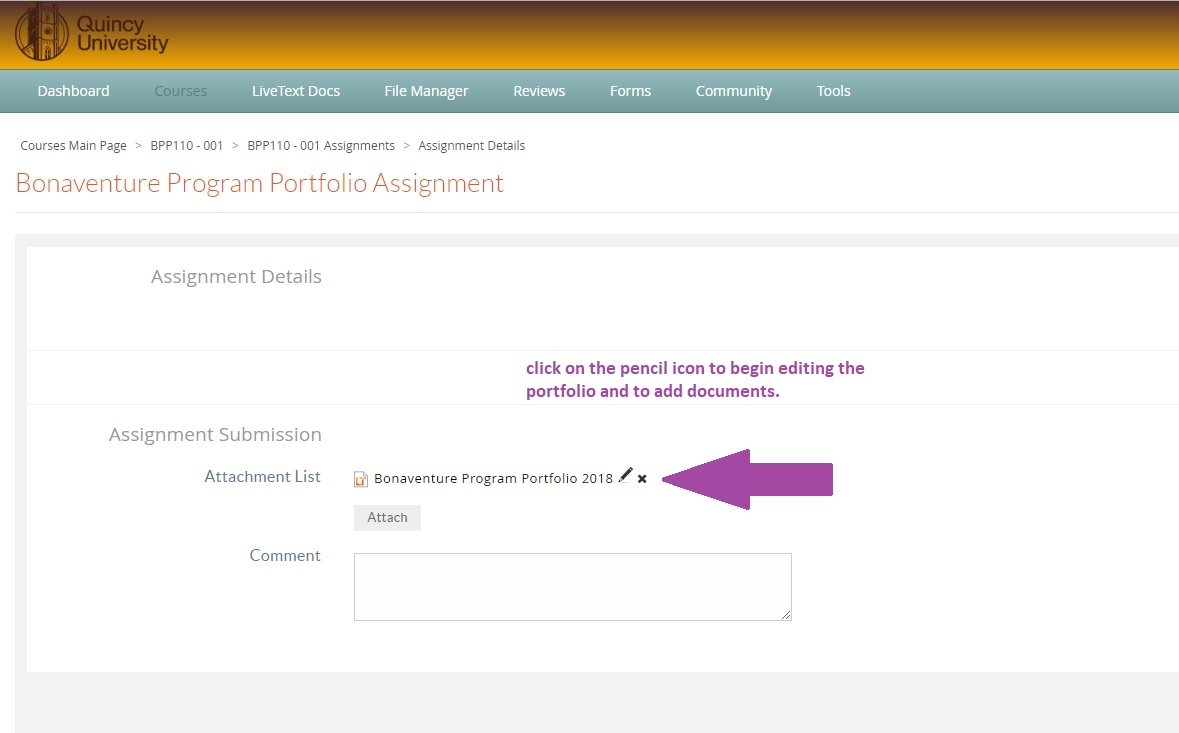 Quincy
University
Dashboard Courses LiveText Docs File Manager Reviews Forms Community Tools
Courses Main Page > BPP110 - 001 > BPP110 - 001 Assignments > Assignment Details
Bonaventure Program Portfolio Assignment
Assignment Details
click on the pencil icon to begin editing the
portfolio and to add documents.
Assignment Submission
Attachment List Bonaventure Program Portfolio 2018
Attach
Comment